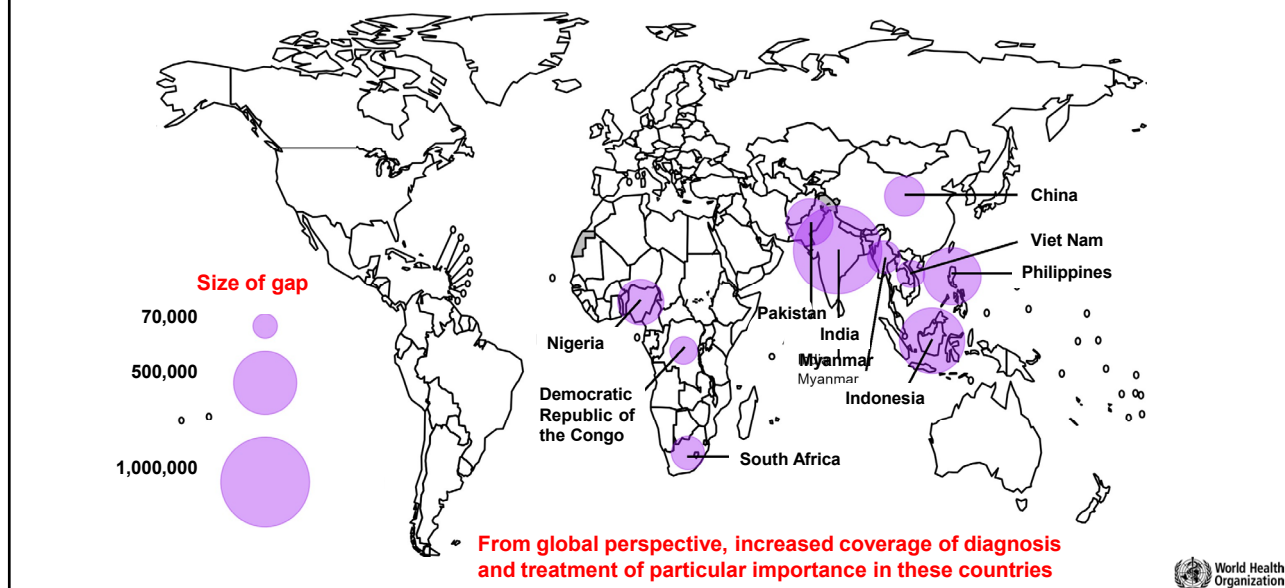 China
Viet Nam
Philippines
Size of gap
70,000
Pakistan
India
Nigeria
500,000
Myanmar
Myanmar
Democratic
Republic of
the Congo
Indonesia
South Africa
1,000,000
From global perspective, increased coverage of diagnosis
and treatment of particular importance in these countries
World Health
Organization